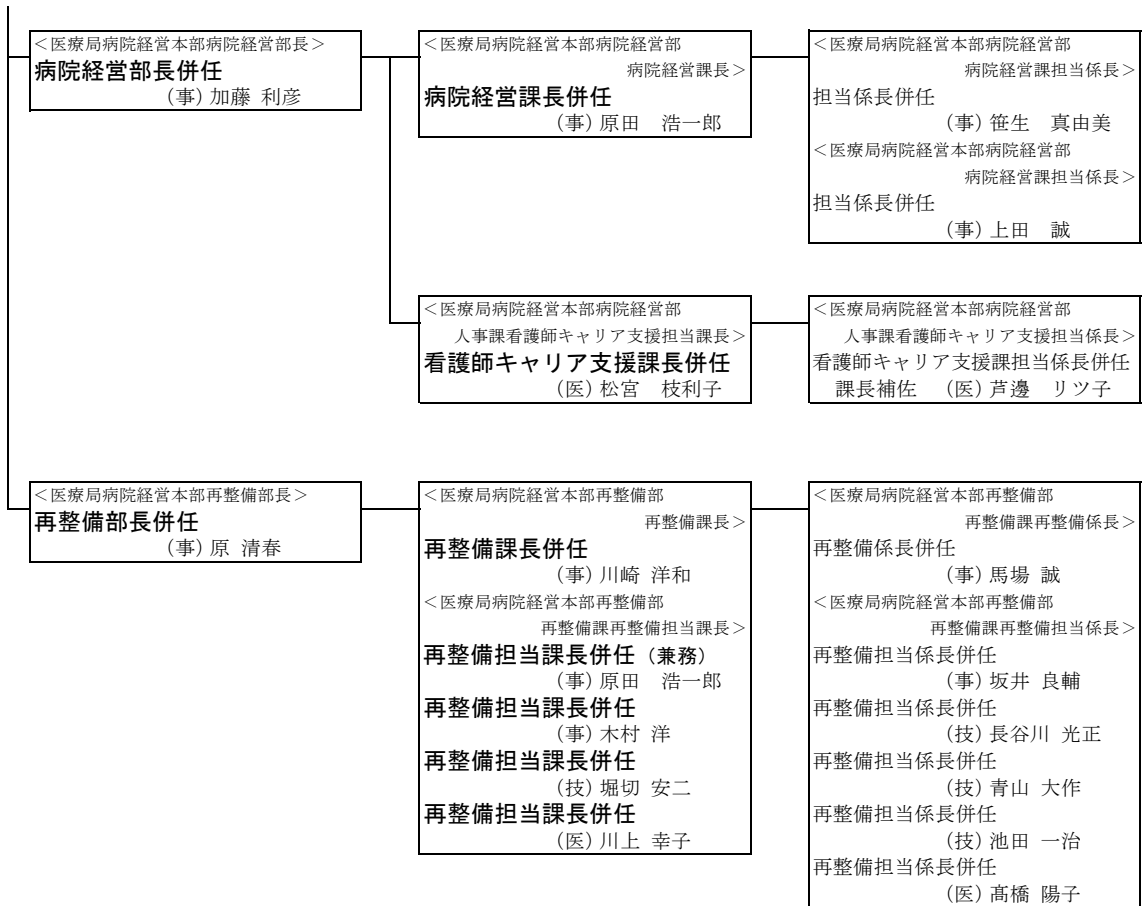 ＜医療局病院経営本部病院経営部長＞
病院経営部長併任
(事) 加藤 利彦
＜医療局病院経営本部病院経営部
病院経営課長＞
病院経営課長併任
(事) 原田　浩一郎
＜医療局病院経営本部病院経営部
病院経営課担当係長＞
担当係長併任
(事) 笹生　真由美
＜医療局病院経営本部病院経営部
病院経営課担当係長＞
担当係長併任
(事) 上田　誠
＜医療局病院経営本部病院経営部
人事課看護師キャリア支援担当課長＞
看護師キャリア支援課長併任
(医) 松宮　枝利子
＜医療局病院経営本部病院経営部
人事課看護師キャリア支援担当係長＞
看護師キャリア支援課担当係長併任
課長補佐　(医) 芦邊　リツ子
＜医療局病院経営本部再整備部長＞
再整備部長併任
(事) 原 清春
＜医療局病院経営本部再整備部
再整備課長＞
再整備課長併任
(事) 川崎 洋和
＜医療局病院経営本部再整備部
再整備課再整備担当課長＞
再整備担当課長併任（兼務）
(事) 原田　浩一郎
再整備担当課長併任
(事) 木村 洋
再整備担当課長併任
(技) 堀切 安二
再整備担当課長併任
(医) 川上 幸子
＜医療局病院経営本部再整備部
再整備課再整備係長＞
再整備係長併任
(事) 馬場 誠
＜医療局病院経営本部再整備部
再整備課再整備担当係長＞
再整備担当係長併任
(事) 坂井 良輔
再整備担当係長併任
(技) 長谷川 光正
再整備担当係長併任
(技) 青山 大作
再整備担当係長併任
(技) 池田 一治
再整備担当係長併任
(医) 髙橋 陽子